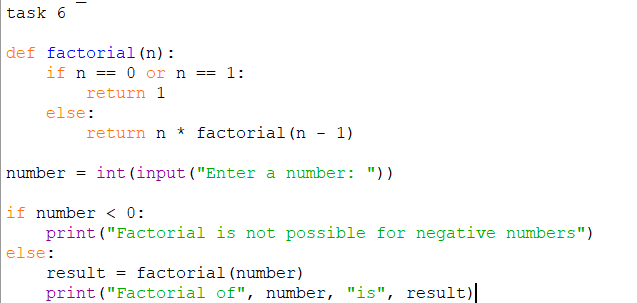 task 6
def factorial(n):
    if n == 0 or n == 1:
        return 1
    else:
        return n * factorial(n - 1)
number = int(input("Enter a number: "))
if number < 0:
    print("Factorial is not possible for negative numbers")
else:
    result = factorial(number)
    print("Factorial of", number, "is", result)